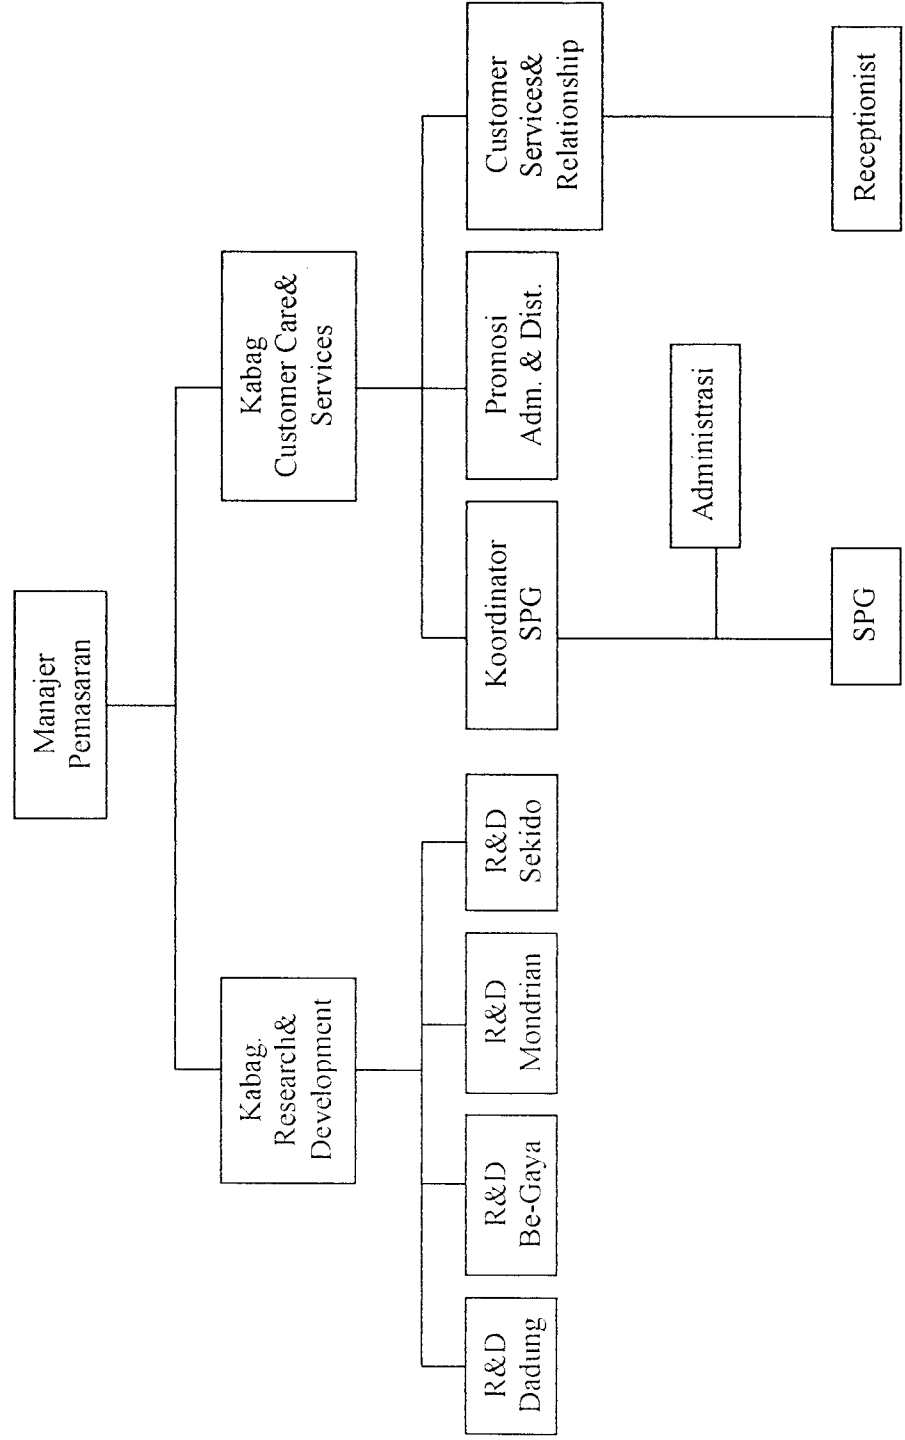 Manajer
Pemasaran
Kabag.
Research&
Development
Kabag
Customer Care&
Services
R&D
Dadung
R&D
Be-Gaya
R&D
Mondrian
R&D
Sekido
Koordinator
SPG
Promosi
Adm. & Dist.
Customer
Services&
Relationship
Administrasi
SPG
Receptionist